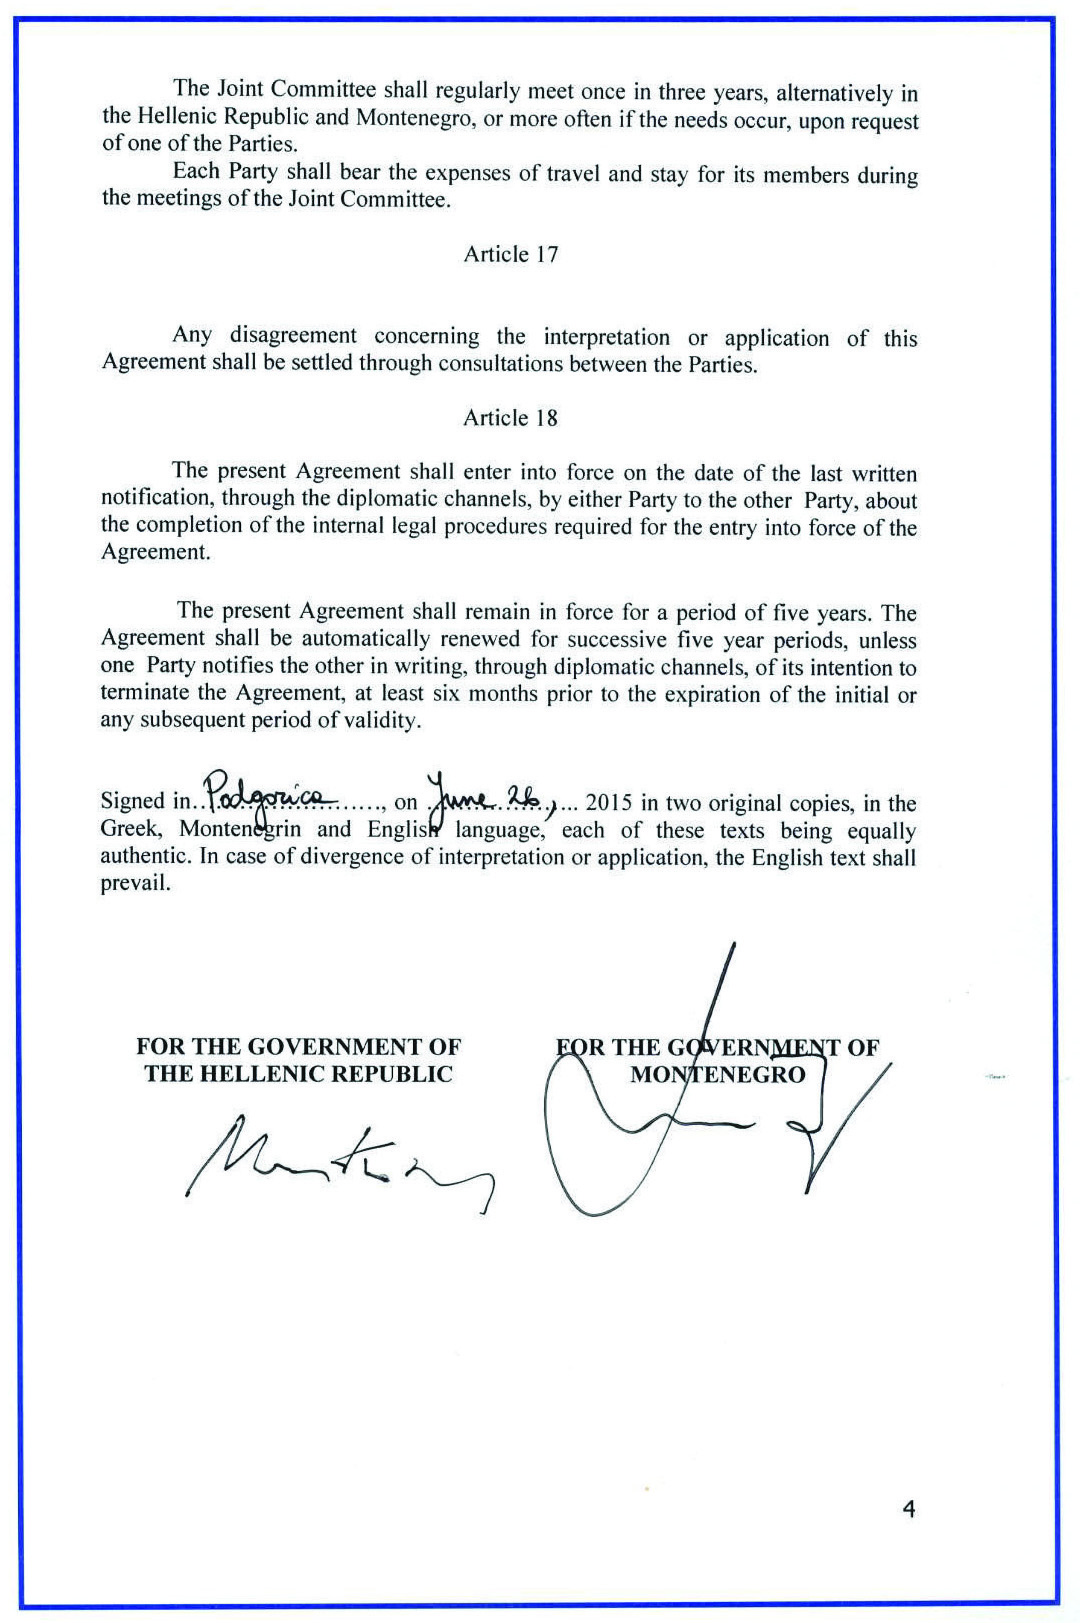 The Joint Committee shall regularly meet once in three years, alternatively in
the Hellenic Republic and Montenegro, or more often if the needs occur, upon request
of one of the Parties.
Each Party shall bear the expenses of travel and stay for its members during
the meetings of the Joint Committee.
Article 17
Any disagreement concerning the interpretation or application of this
Agreement shall be settled through consultations between the Parties.
Article 18
The present Agreement shall enter into force on the date of the last written
notification, through the diplomatic channels, by either Party to the other Party, about
the completion of the internal legal procedures required for the entry into force of the
Agreement.
The present Agreement shall remain in force for a period of five years. The
Agreement shall be automatically renewed for successive five year periods, unless
one Party notifies the other in writing, through diplomatic channels, of its intention to
terminate the Agreement, at least six months prior to the expiration of the initial or
any subsequent period of validity.
Signed in..Podgorica......, on .June 26,... 2015 in two original copies, in the
Greek, Montenegrin and English language, each of these texts being equally
authentic. In case of divergence of interpretation or application, the English text shall
prevail.
FOR THE GOVERNMENT OF
THE HELLENIC REPUBLIC
FOR THE GOVERNMENT OF
MONTENEGRO
4